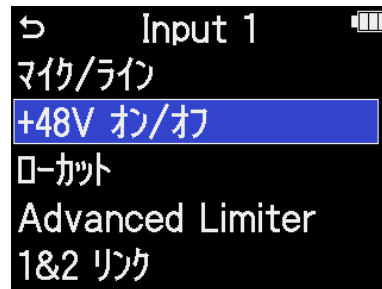 Input 1
マイク/ライン
+48V オン/オフ
ローカット
Advanced Limiter
1&2 リンク